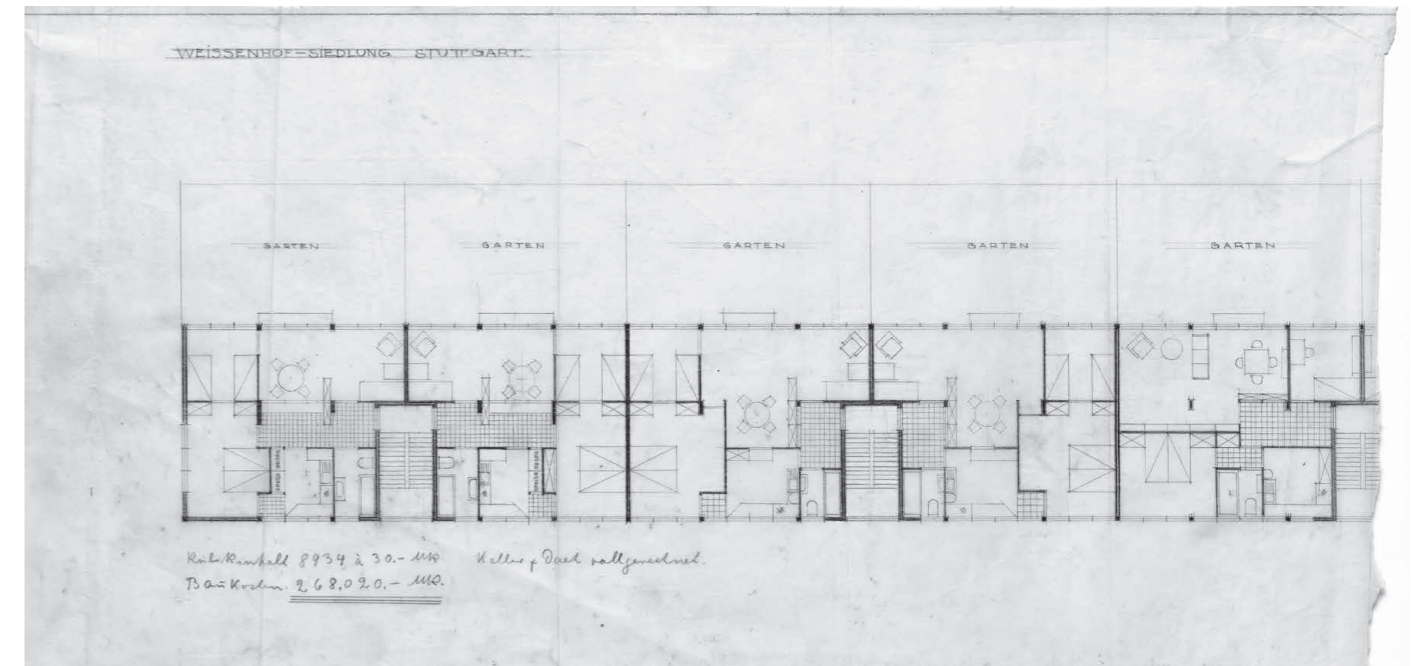 WEISSENHOF-SIEDLUNG STUTTGART.
GARTEN GARTEN GARTEN GARTEN GARTEN
Kubikinhalt 8934 à 30.- MK Keller + Dach vollgerechnet.
Baukosten 268,020.- MK.